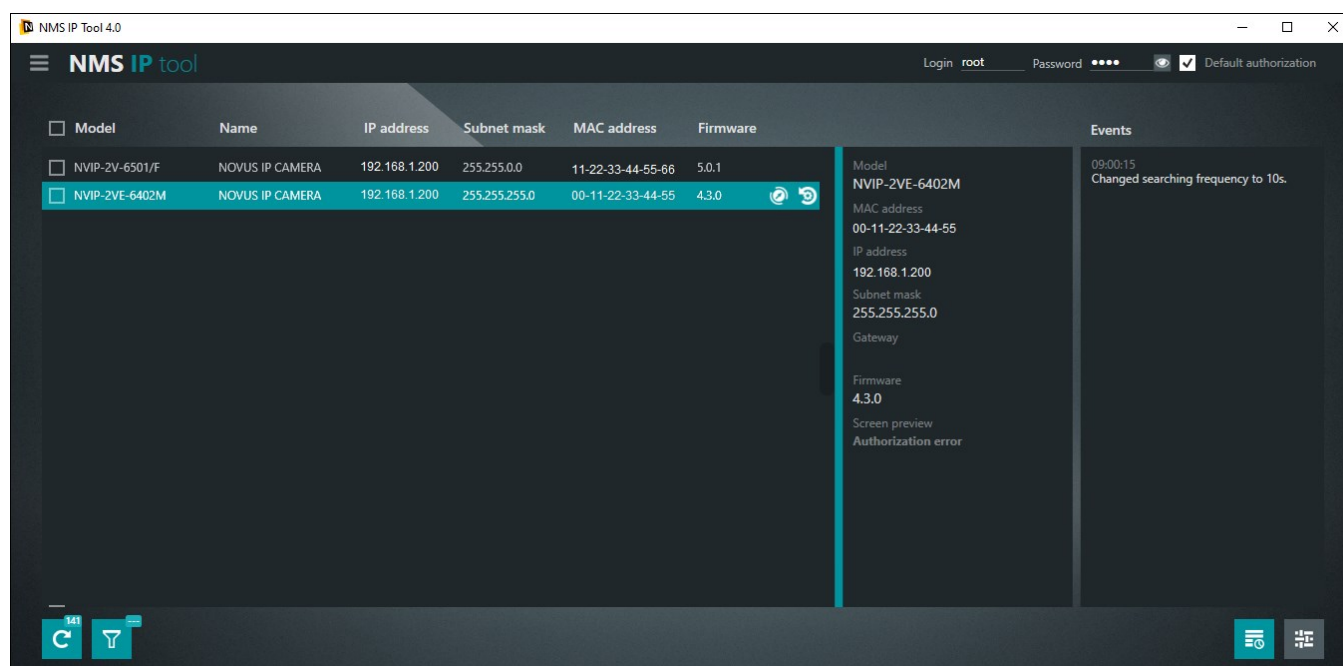 NMS IP Tool 4.0
NMS IP tool
Login root Password •••• Default authorization
Model Name IP address Subnet mask MAC address Firmware
Events
NVIP-2V-6501/F NOVUS IP CAMERA 192.168.1.200 255.255.0.0 11-22-33-44-55-66 5.0.1
NVIP-2VE-6402M NOVUS IP CAMERA 192.168.1.200 255.255.255.0 00-11-22-33-44-55 4.3.0
Model
NVIP-2VE-6402M
MAC address
00-11-22-33-44-55
IP address
192.168.1.200
Subnet mask
255.255.255.0
Gateway
Firmware
4.3.0
Screen preview
Authorization error
09:00:15
Changed searching frequency to 10s.
141
---